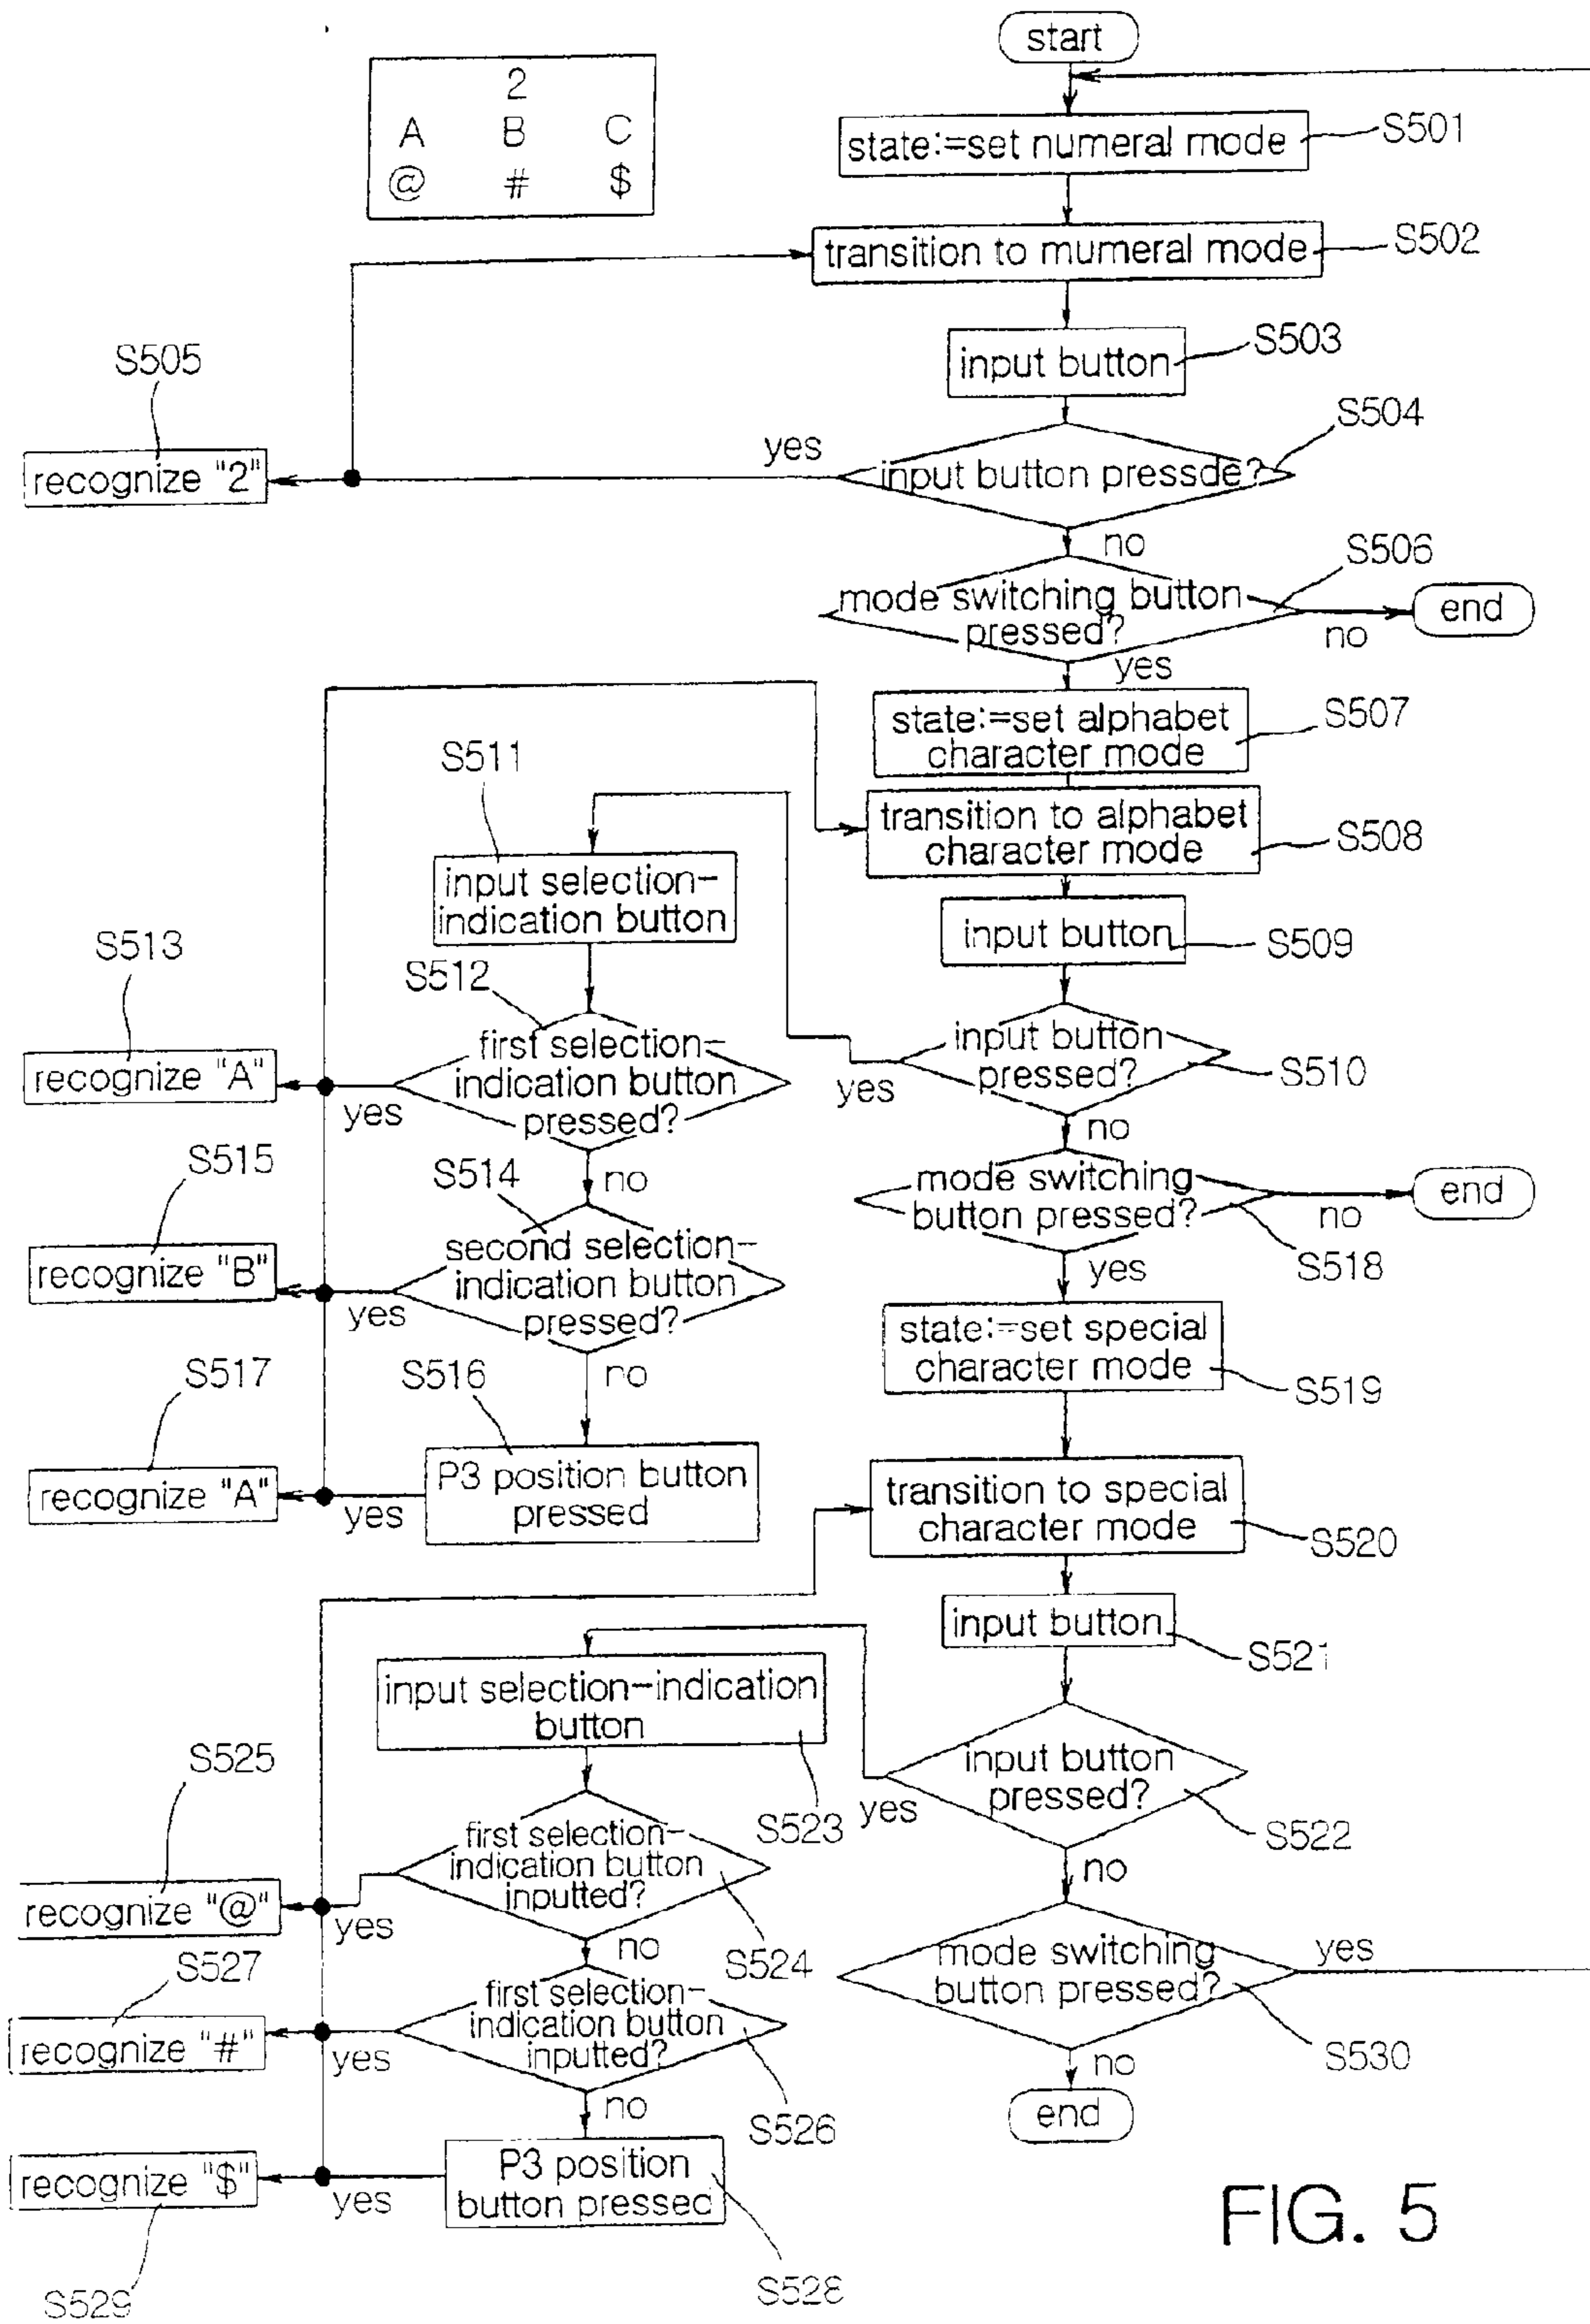 start
2
A B C
@ # $
state:=set numeral mode
S501
transition to mumeral mode
S502
input button
S503
S505
recognize "2"
yes
input button pressde?
S504
no
mode switching button
pressed?
S506
no
end
yes
state:=set alphabet
character mode
S507
transition to alphabet
character mode
S508
input button
S509
S511
input selection-
indication button
S513
S512
recognize "A"
yes
first selection-
indication button
pressed?
yes
input button
pressed?
S510
no
no
S515
S514
recognize "B"
yes
second selection-
indication button
pressed?
mode switching
button pressed?
no
end
S518
yes
no
state:=set special
character mode
S519
S517
S516
recognize "A"
yes
P3 position button
pressed
transition to special
character mode
S520
input button
S521
input selection-indication
button
S523
input button
pressed?
yes
S522
no
S525
recognize "@"
yes
first selection-
indication button
inputted?
S524
no
mode switching
button pressed?
yes
S530
no
end
S527
recognize "#"
yes
first selection-
indication button
inputted?
S526
no
recognize "$"
yes
P3 position
button pressed
S529
S528
FIG. 5